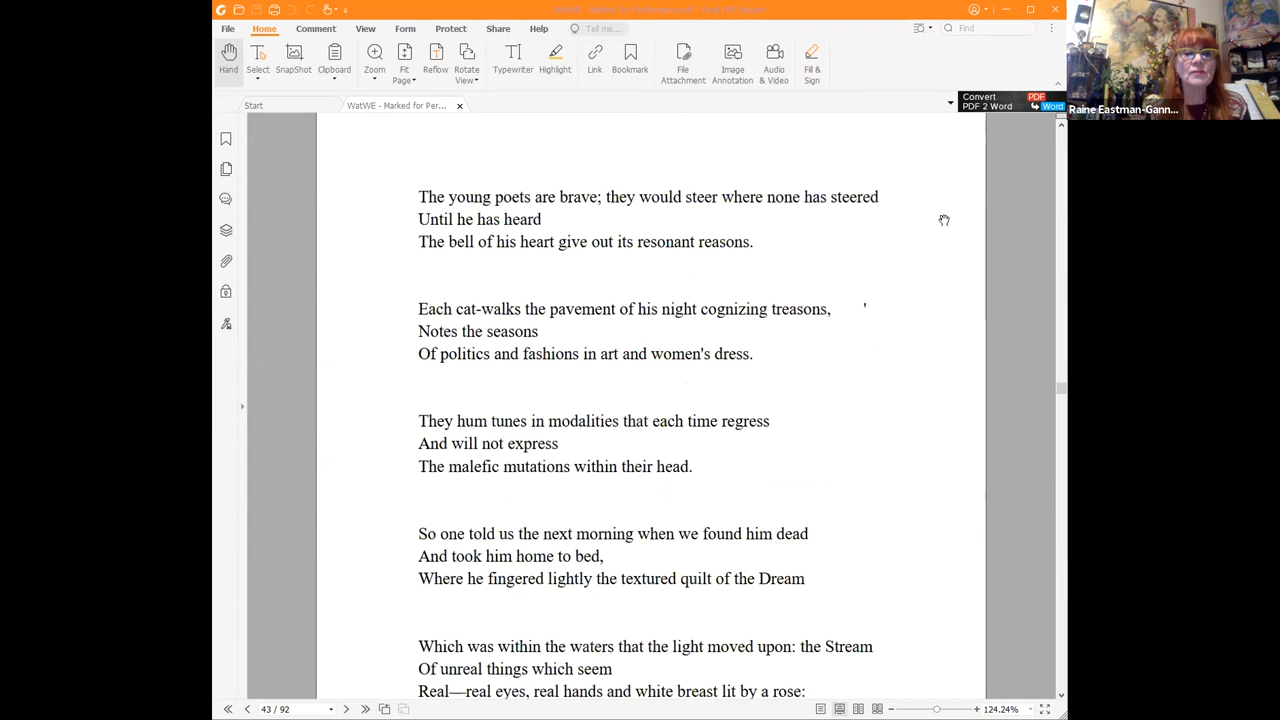 File Home Comment View Form Protect Share Help Tell me... Find
Hand Select SnapShot Clipboard Zoom Fit Page Reflow Rotate View Typewriter Highlight Link Bookmark File Attachment Image Annotation Audio & Video Fill & Sign
Start WatWE - Marked for Per...
Convert PDF
PDF 2 Word Word
Raine Eastman-Gann...
The young poets are brave; they would steer where none has steered
Until he has heard
The bell of his heart give out its resonant reasons.
Each cat-walks the pavement of his night cognizing treasons, '
Notes the seasons
Of politics and fashions in art and women's dress.
They hum tunes in modalities that each time regress
And will not express
The malefic mutations within their head.
So one told us the next morning when we found him dead
And took him home to bed,
Where he fingered lightly the textured quilt of the Dream
Which was within the waters that the light moved upon: the Stream
Of unreal things which seem
Real—real eyes, real hands and white breast lit by a rose:
43 / 92 124.24%